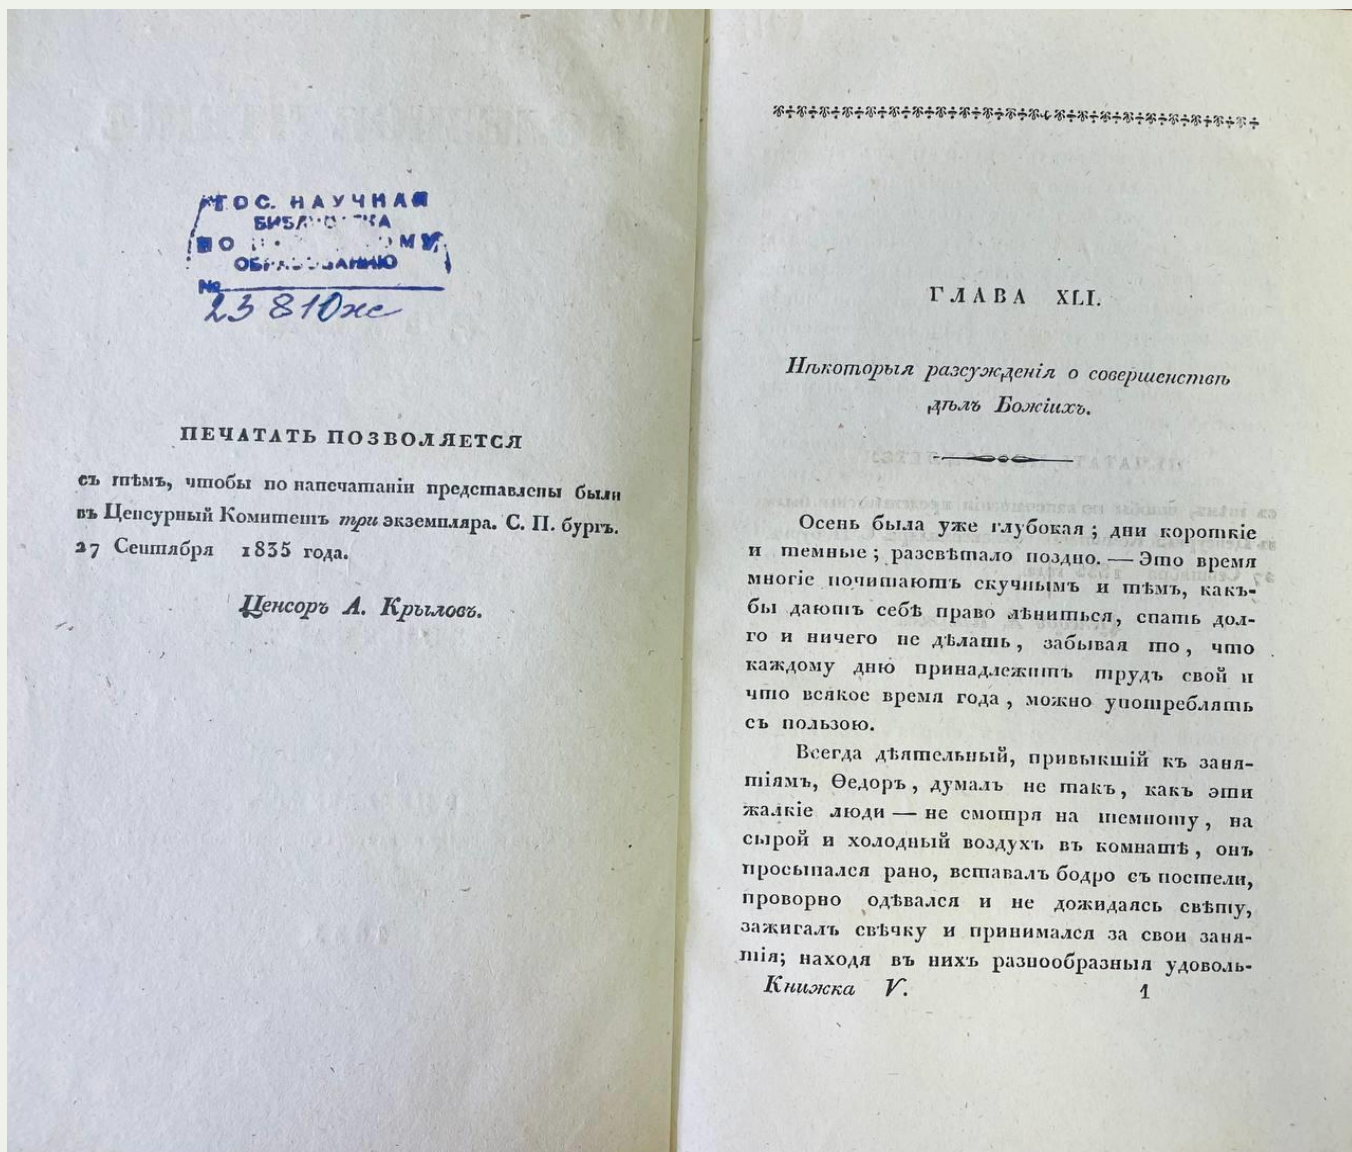 ГОС. НАУЧНАЯ
БИБЛИОТЕКА
ПО
ОБРАЗОВАНИЮ
№
23810нс
ПЕЧАТАТЬ ПОЗВОЛЯЕТСЯ
съ тѣмъ, чтобы по напечатаніи представлены были
въ Ценсурный Комитетъ три экземпляра. С. П. бургъ.
27 Сентября 1835 года.
Ценсоръ А. Крыловъ.
ГЛАВА XLI.
Нѣкоторыя разсужденія о совершенствѣ
дѣлъ Божіихъ.
Осень была уже глубокая; дни короткіе
и темные; разсвѣтало поздно. — Это время
многіе почитаютъ скучнымъ и тѣмъ, какъ-
бы даютъ себѣ право лѣниться, спать дол-
го и ничего не дѣлать, забывая то, что
каждому дню принадлежитъ трудъ свой и
что всякое время года, можно употреблять
съ пользою.
Всегда дѣятельный, привыкшій къ заня-
тіямъ, Ѳедоръ, думалъ не такъ, какъ эти
жалкіе люди — не смотря на темноту, на
сырой и холодный воздухъ въ комнатѣ, онъ
просыпался рано, вставалъ бодро съ постели,
проворно одѣвался и не дожидаясь свѣту,
зажигалъ свѣчку и принимался за свои заня-
тія; находя въ нихъ разнообразныя удоволь-
Книжка V. 1